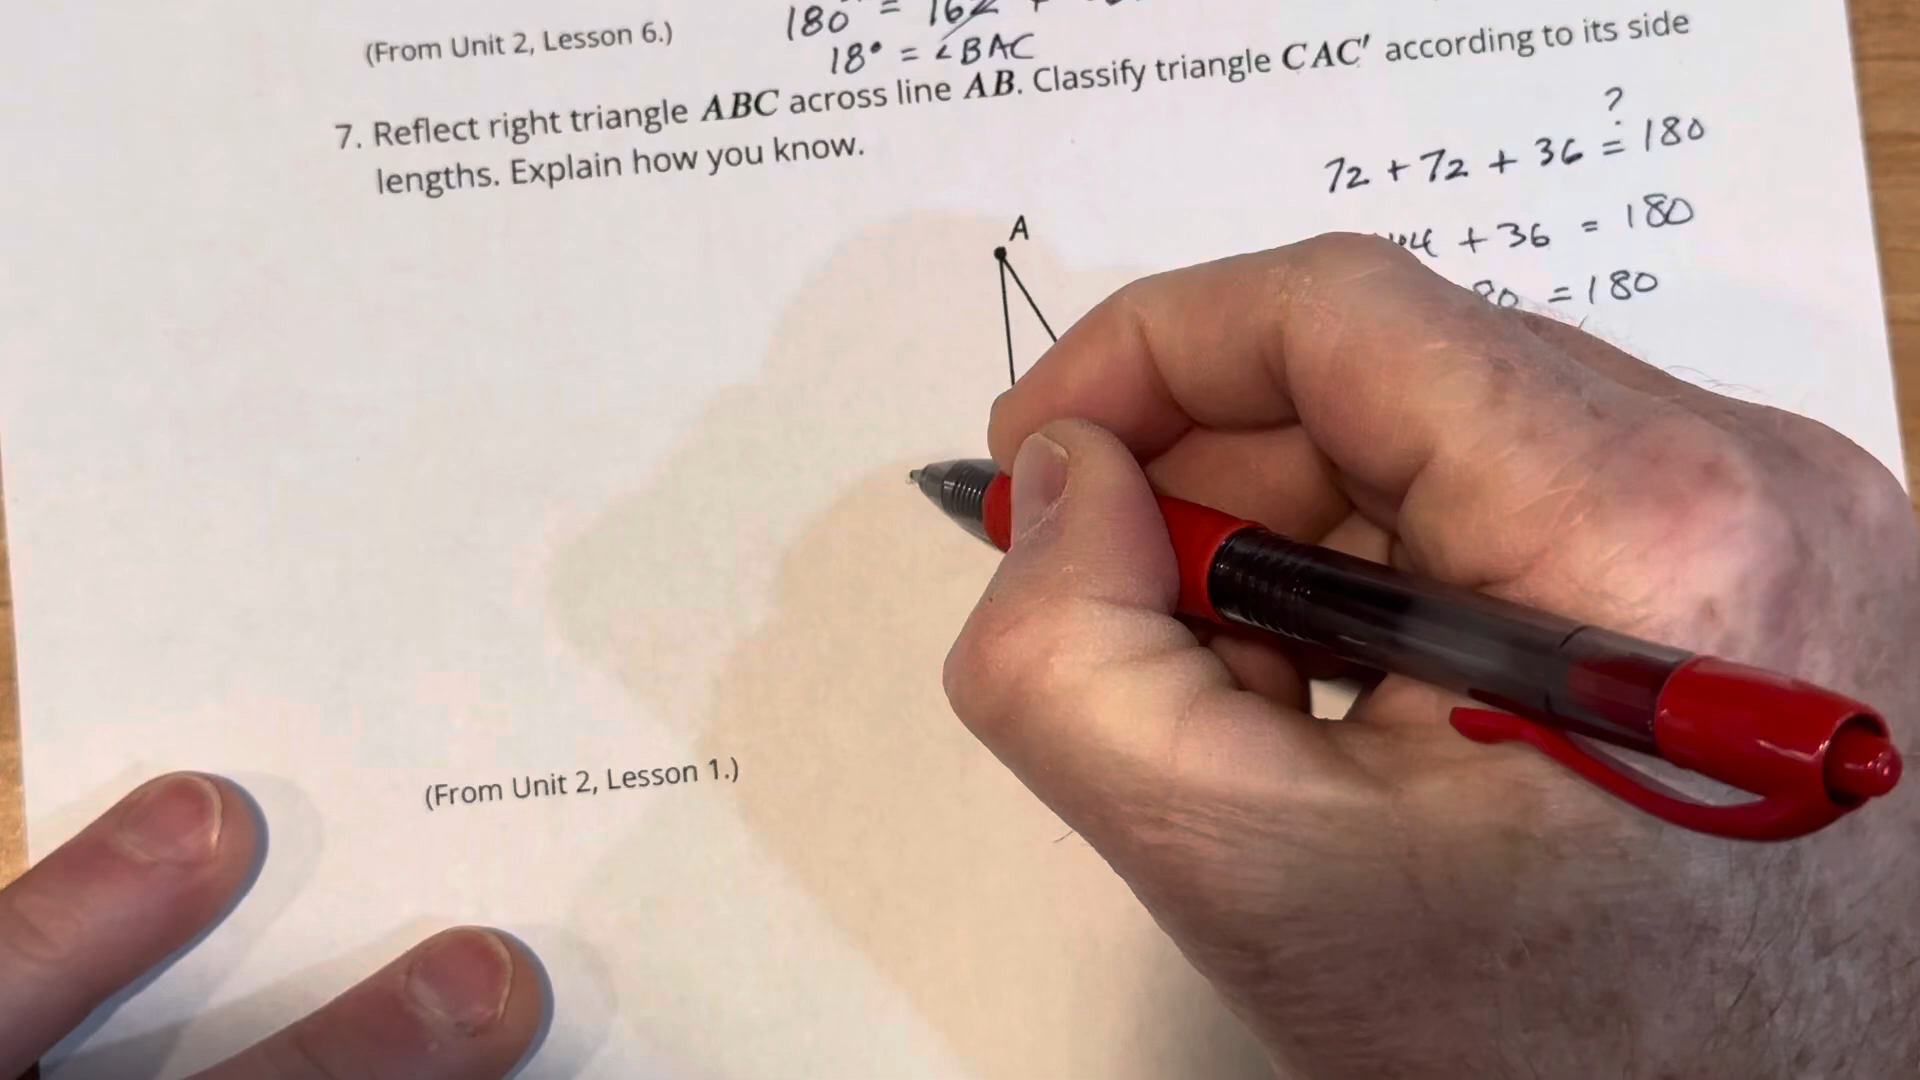 180° = 162 +
(From Unit 2, Lesson 6.)
18° = ∠BAC
7. Reflect right triangle ABC across line AB. Classify triangle CAC′ according to its side
lengths. Explain how you know.
?
72 + 72 + 36 = 180
+ 36 = 180
= 180
A
(From Unit 2, Lesson 1.)